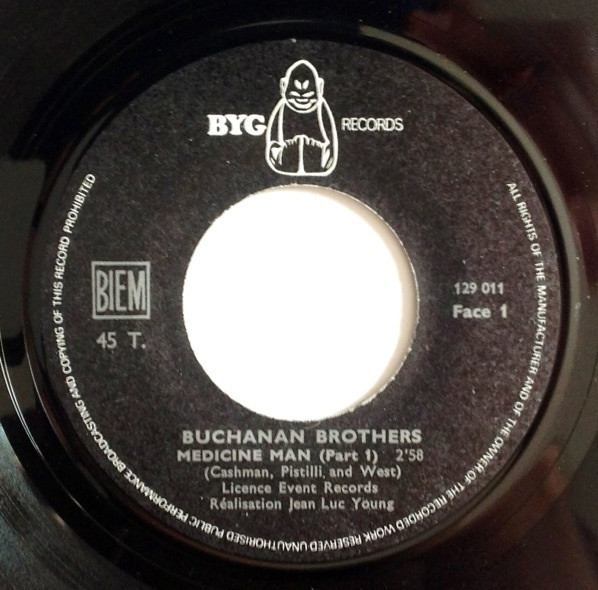 BYG RECORDS
BIEM
45 T.
129 011
Face 1
BUCHANAN BROTHERS
MEDICINE MAN (Part 1) 2'58
(Cashman, Pistilli, and West)
Licence Event Records
Réalisation Jean Luc Young
ALL RIGHTS OF THE MANUFACTURER AND OF THE OWNER OF THE RECORDED WORK RESERVED UNAUTHORISED PUBLIC PERFORMANCE BROADCASTING AND COPYING OF THIS RECORD PROHIBITED